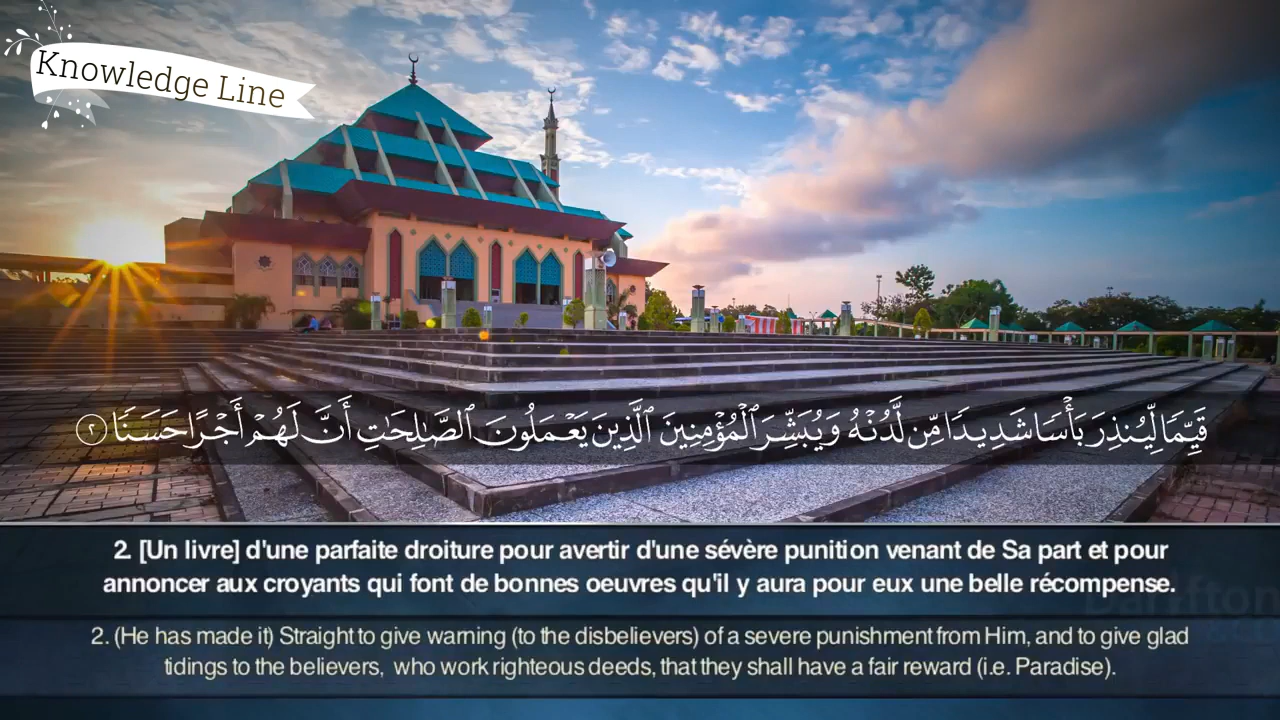 Knowledge Line
قَيِّمًا لِّيُنذِرَ بَأْسًا شَدِيدًا مِّن لَّدُنْهُ وَيُبَشِّرَ ٱلْمُؤْمِنِينَ ٱلَّذِينَ يَعْمَلُونَ ٱلصَّـٰلِحَـٰتِ أَنَّ لَهُمْ أَجْرًا حَسَنًا ٢
2. [Un livre] d'une parfaite droiture pour avertir d'une sévère punition venant de Sa part et pour
annoncer aux croyants qui font de bonnes oeuvres qu'il y aura pour eux une belle récompense.
2. (He has made it) Straight to give warning (to the disbelievers) of a severe punishment from Him, and to give glad
tidings to the believers, who work righteous deeds, that they shall have a fair reward (i.e. Paradise).